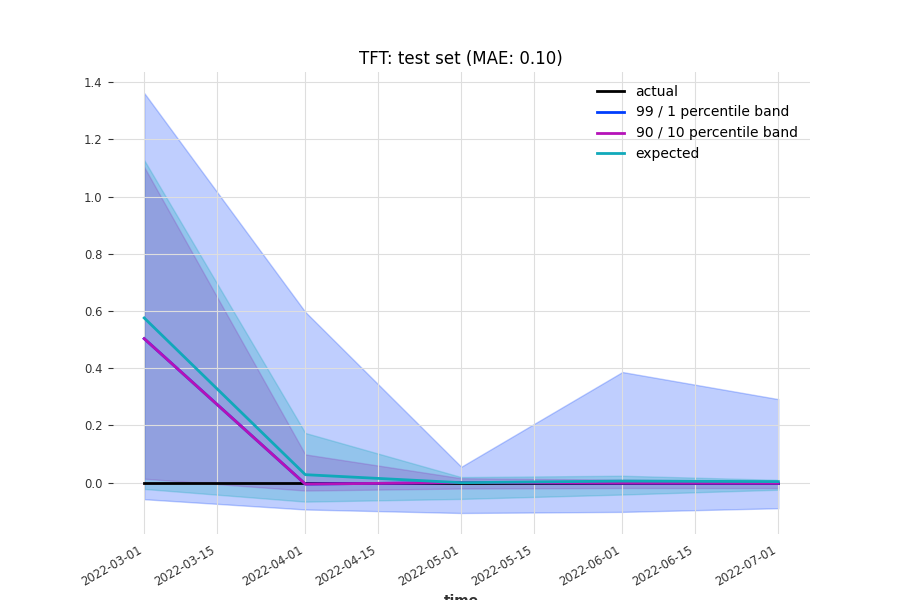 TFT: test set (MAE: 0.10)
actual
99 / 1 percentile band
90 / 10 percentile band
expected
1.4
1.2
1.0
0.8
0.6
0.4
0.2
0.0
2022-03-01
2022-03-15
2022-04-01
2022-04-15
2022-05-01
2022-05-15
2022-06-01
2022-06-15
2022-07-01
time